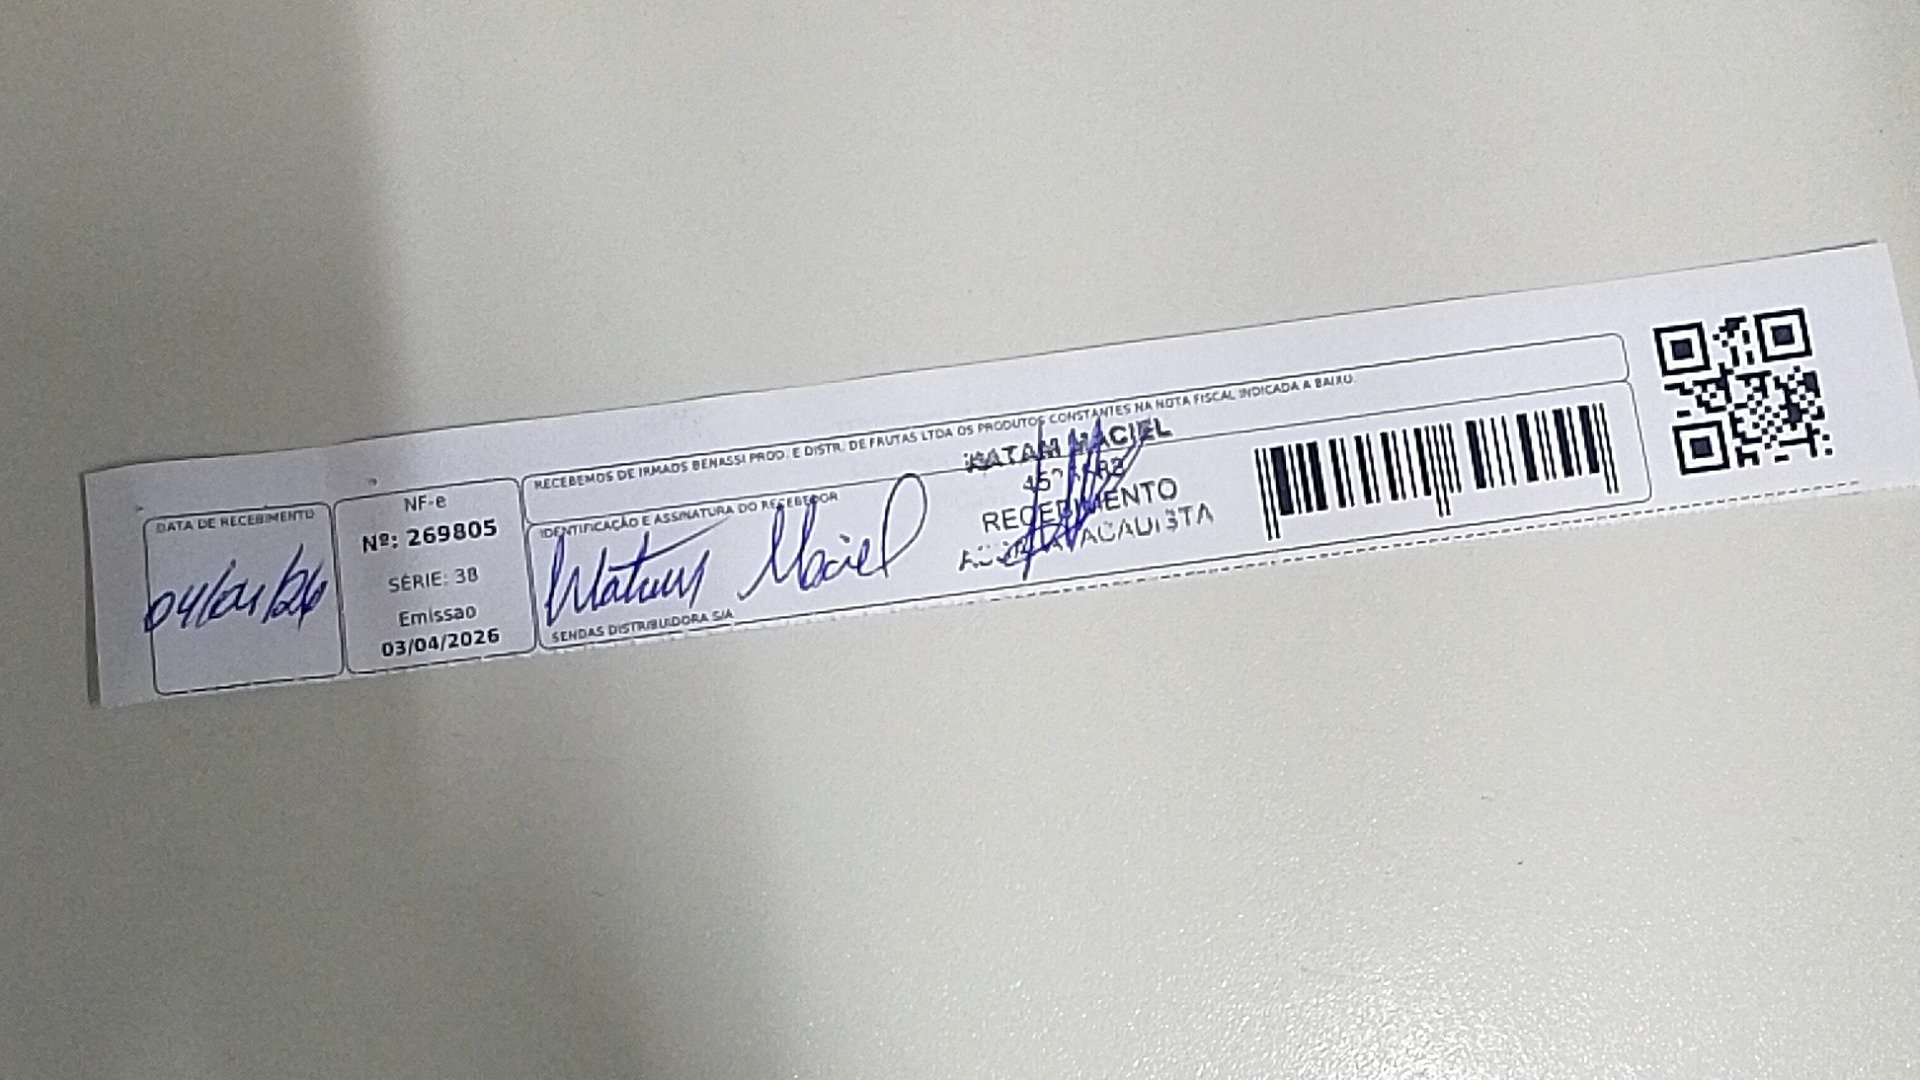 RECEBEMOS DE IRMAOS BENASSI PROD. E DISTR. DE FRUTAS LTDA OS PRODUTOS CONSTANTES NA NOTA FISCAL INDICADA A BAIXO.
DATA DE RECEBIMENTO
04/04/26
NF-e
Nº: 269805
SÉRIE: 38
Emissao
03/04/2026
IDENTIFICAÇÃO E ASSINATURA DO RECEBEDOR
Maciel
SENDAS DISTRIBUIDORA S/A
MACIEL
RECEBIMENTO